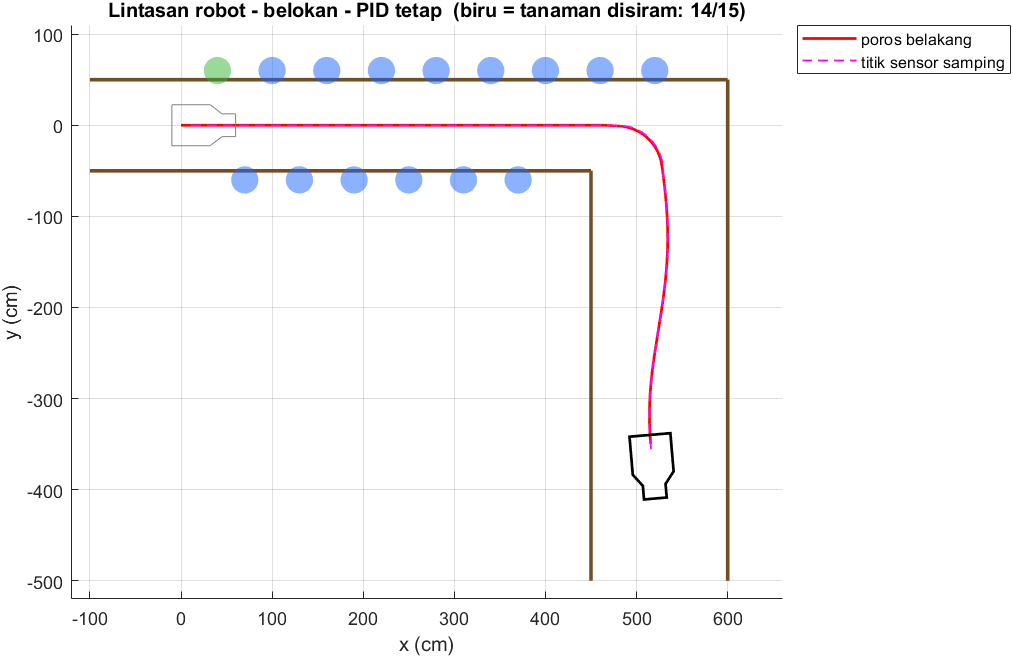 Lintasan robot - belokan - PID tetap  (biru = tanaman disiram: 14/15)
poros belakang
titik sensor samping
100
0
-100
-200
-300
-400
-500
y (cm)
-100 0 100 200 300 400 500 600
x (cm)